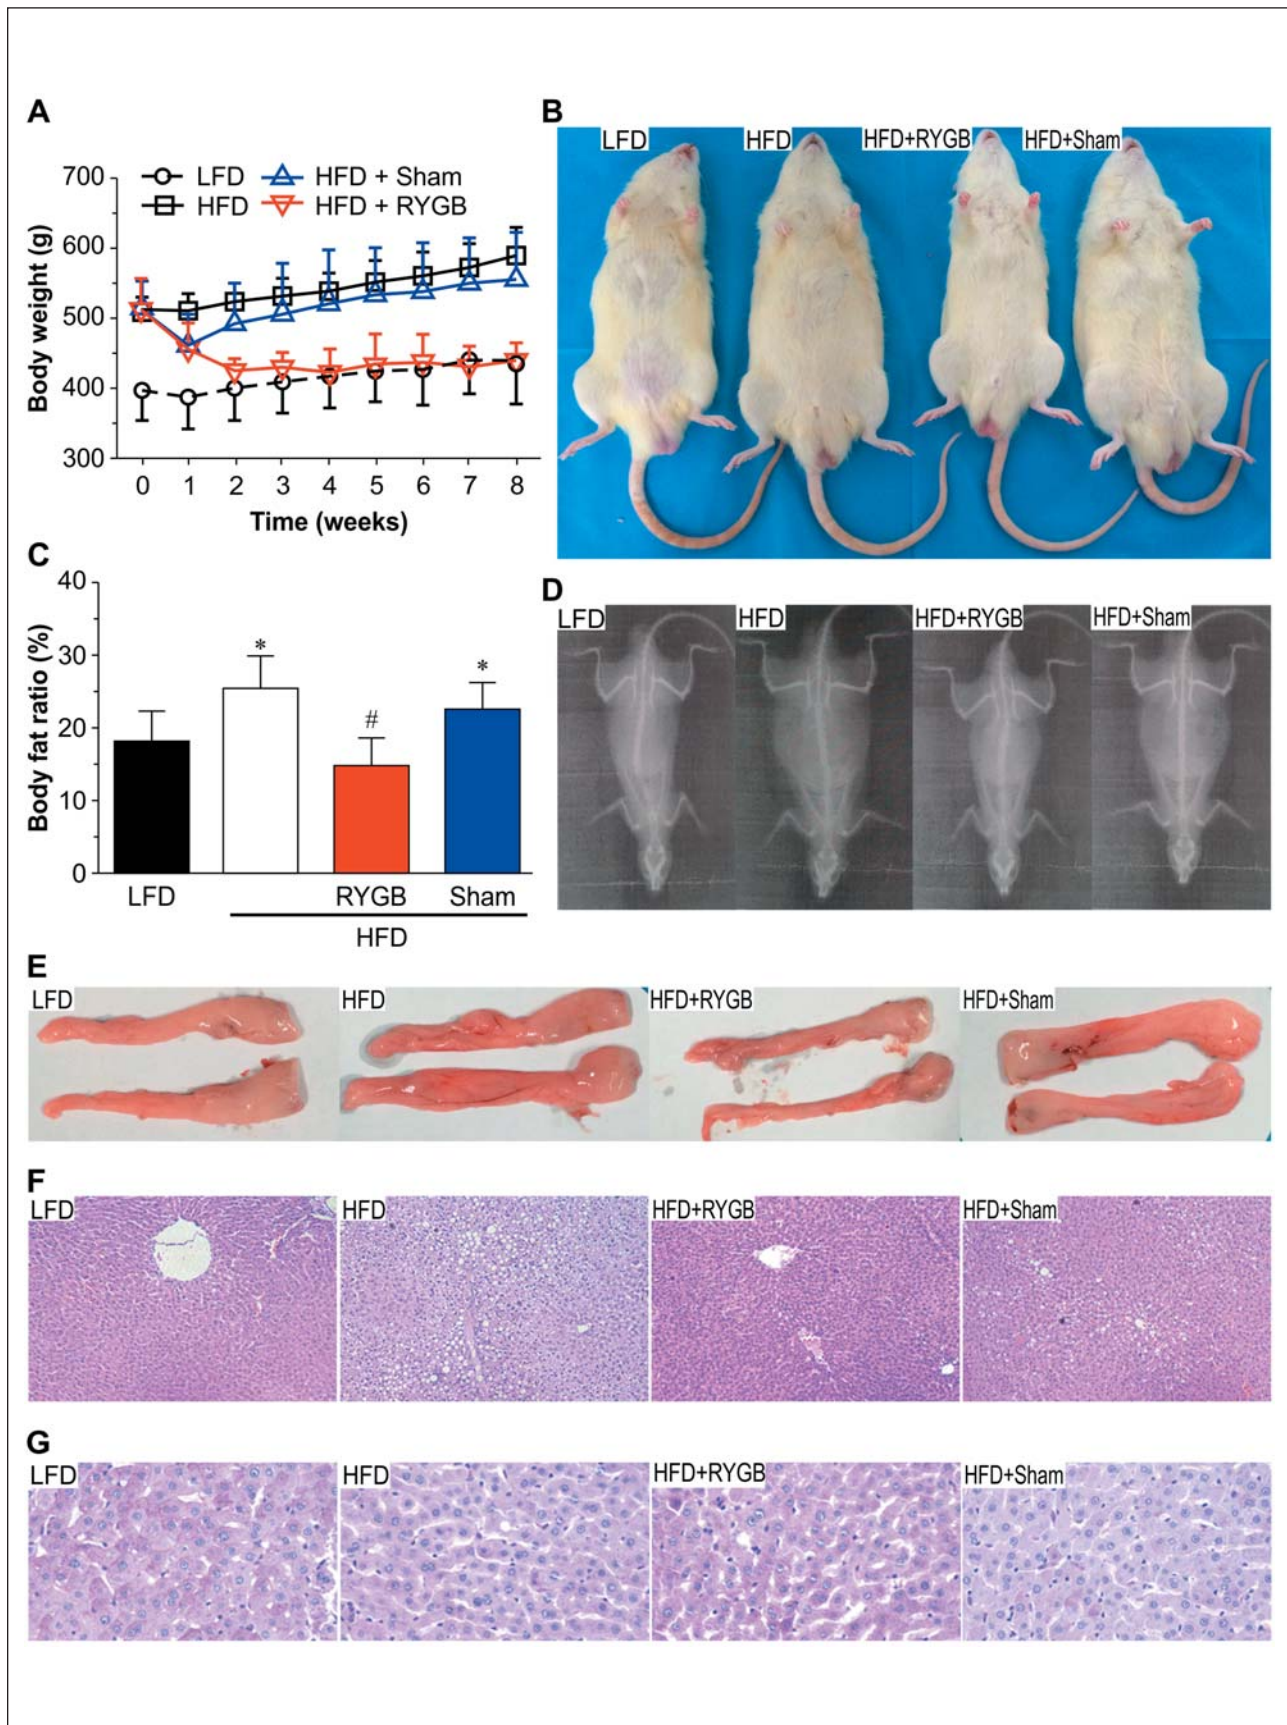 A
B
LFD
HFD
HFD+RYGB
HFD+Sham
LFD
HFD + Sham
HFD
HFD + RYGB
Body weight (g)
700
600
500
400
300
0 1 2 3 4 5 6 7 8
Time (weeks)
C
Body fat ratio (%)
40
30
20
10
0
*
#
*
LFD
RYGB
Sham
HFD
D
LFD
HFD
HFD+RYGB
HFD+Sham
E
LFD
HFD
HFD+RYGB
HFD+Sham
F
LFD
HFD
HFD+RYGB
HFD+Sham
G
LFD
HFD
HFD+RYGB
HFD+Sham